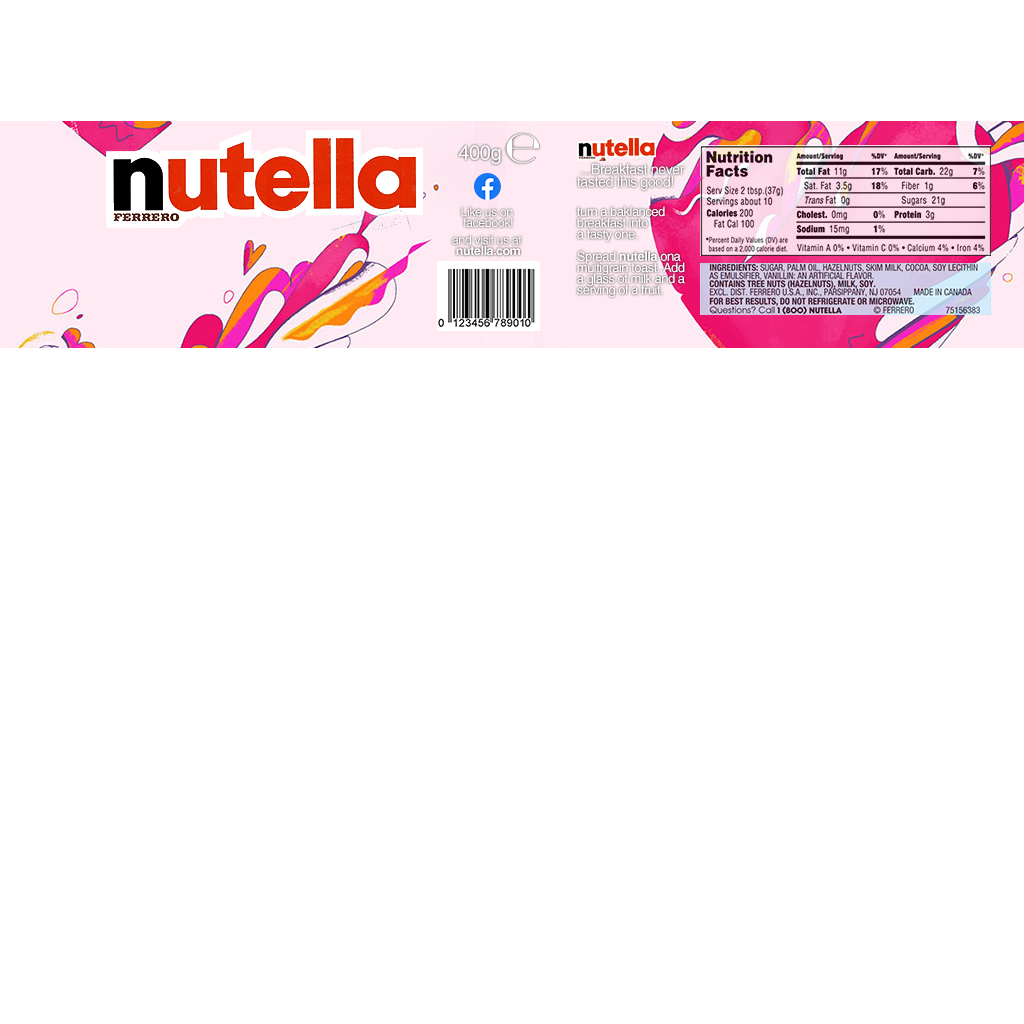 nutella
FERRERO
400g ℮
Like us on
facebook!
and visit us at
nutella.com
0 123456 789010
nutella
FERRERO
...Breakfast never
tasted this good!
turn a baklanced
breakfast into
a tasty one.
Spread nutella ona
multigrain toast. Add
a glass of milk and a
serving of a fruit.
Nutrition
Facts
Serv Size 2 tbsp.(37g)
Servings about 10
Calories 200
Fat Cal 100
*Percent Daily Values (DV) are
based on a 2,000 calorie diet.
Amount/Serving %DV* Amount/Serving %DV*
Total Fat 11g 17% Total Carb. 22g 7%
Sat. Fat 3.5g 18% Fiber 1g 6%
Trans Fat 0g Sugars 21g
Cholest. 0mg 0% Protein 3g
Sodium 15mg 1%
Vitamin A 0% • Vitamin C 0% • Calcium 4% • Iron 4%
INGREDIENTS: SUGAR, PALM OIL, HAZELNUTS, SKIM MILK, COCOA, SOY LECITHIN
AS EMULSIFIER, VANILLIN: AN ARTIFICIAL FLAVOR.
CONTAINS TREE NUTS (HAZELNUTS), MILK, SOY.
EXCL. DIST. FERRERO U.S.A., INC., PARSIPPANY, NJ 07054 MADE IN CANADA
FOR BEST RESULTS, DO NOT REFRIGERATE OR MICROWAVE.
Questions? Call 1 (800) NUTELLA © FERRERO 75156383